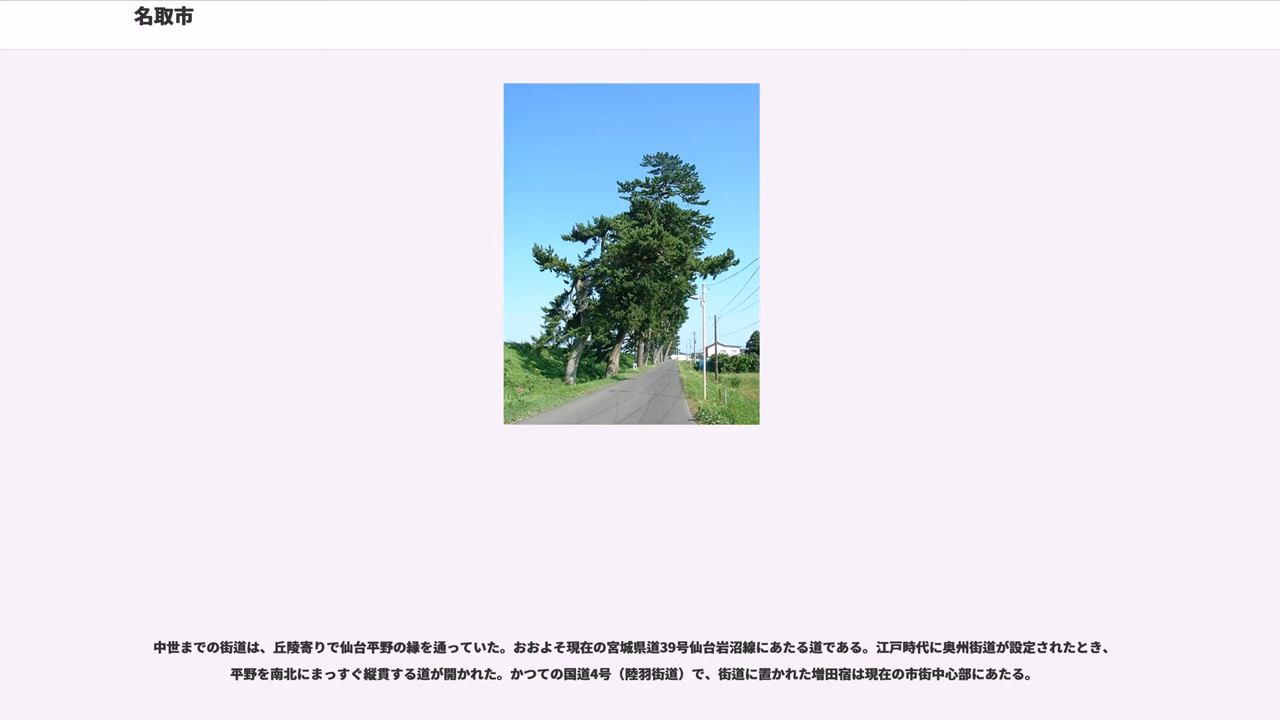 名取市
中世までの街道は、丘陵寄りで仙台平野の縁を通っていた。おおよそ現在の宮城県道39号仙台岩沼線にあたる道である。江戸時代に奥州街道が設定されたとき、
平野を南北にまっすぐ縦貫する道が開かれた。かつての国道4号（陸羽街道）で、街道に置かれた増田宿は現在の市街中心部にあたる。